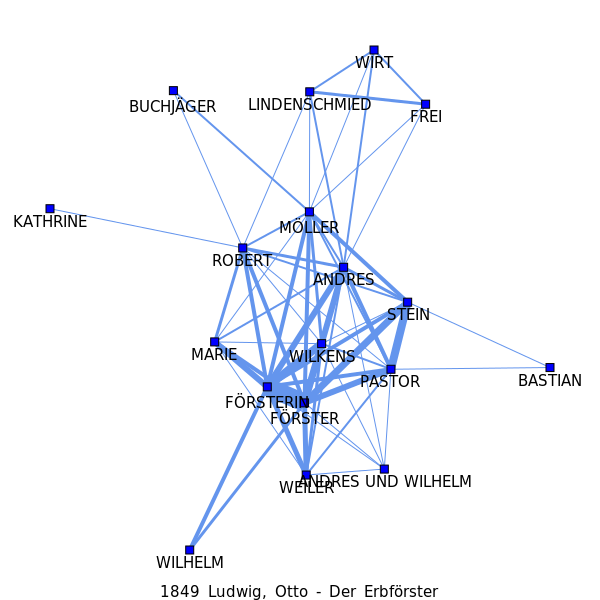 WIRT
BUCHJÄGER
LINDENSCHMIED
FREI
KATHRINE
MÖLLER
ROBERT
ANDRES
STEIN
MARIE
WILKENS
PASTOR
BASTIAN
FÖRSTERIN
FÖRSTER
WEILER
ANDRES UND WILHELM
WILHELM
1849 Ludwig, Otto - Der Erbförster